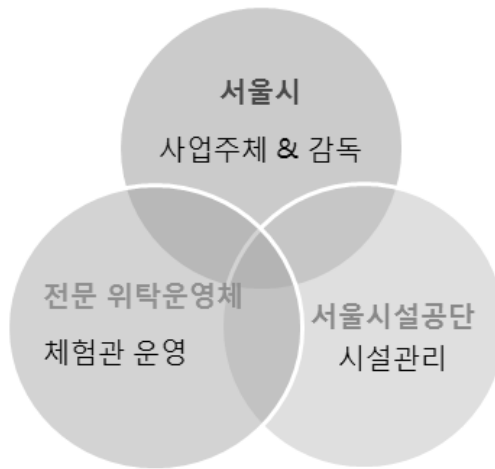 서울시
사업주체 & 감독
전문 위탁운영체
체험관 운영
서울시설공단
시설관리